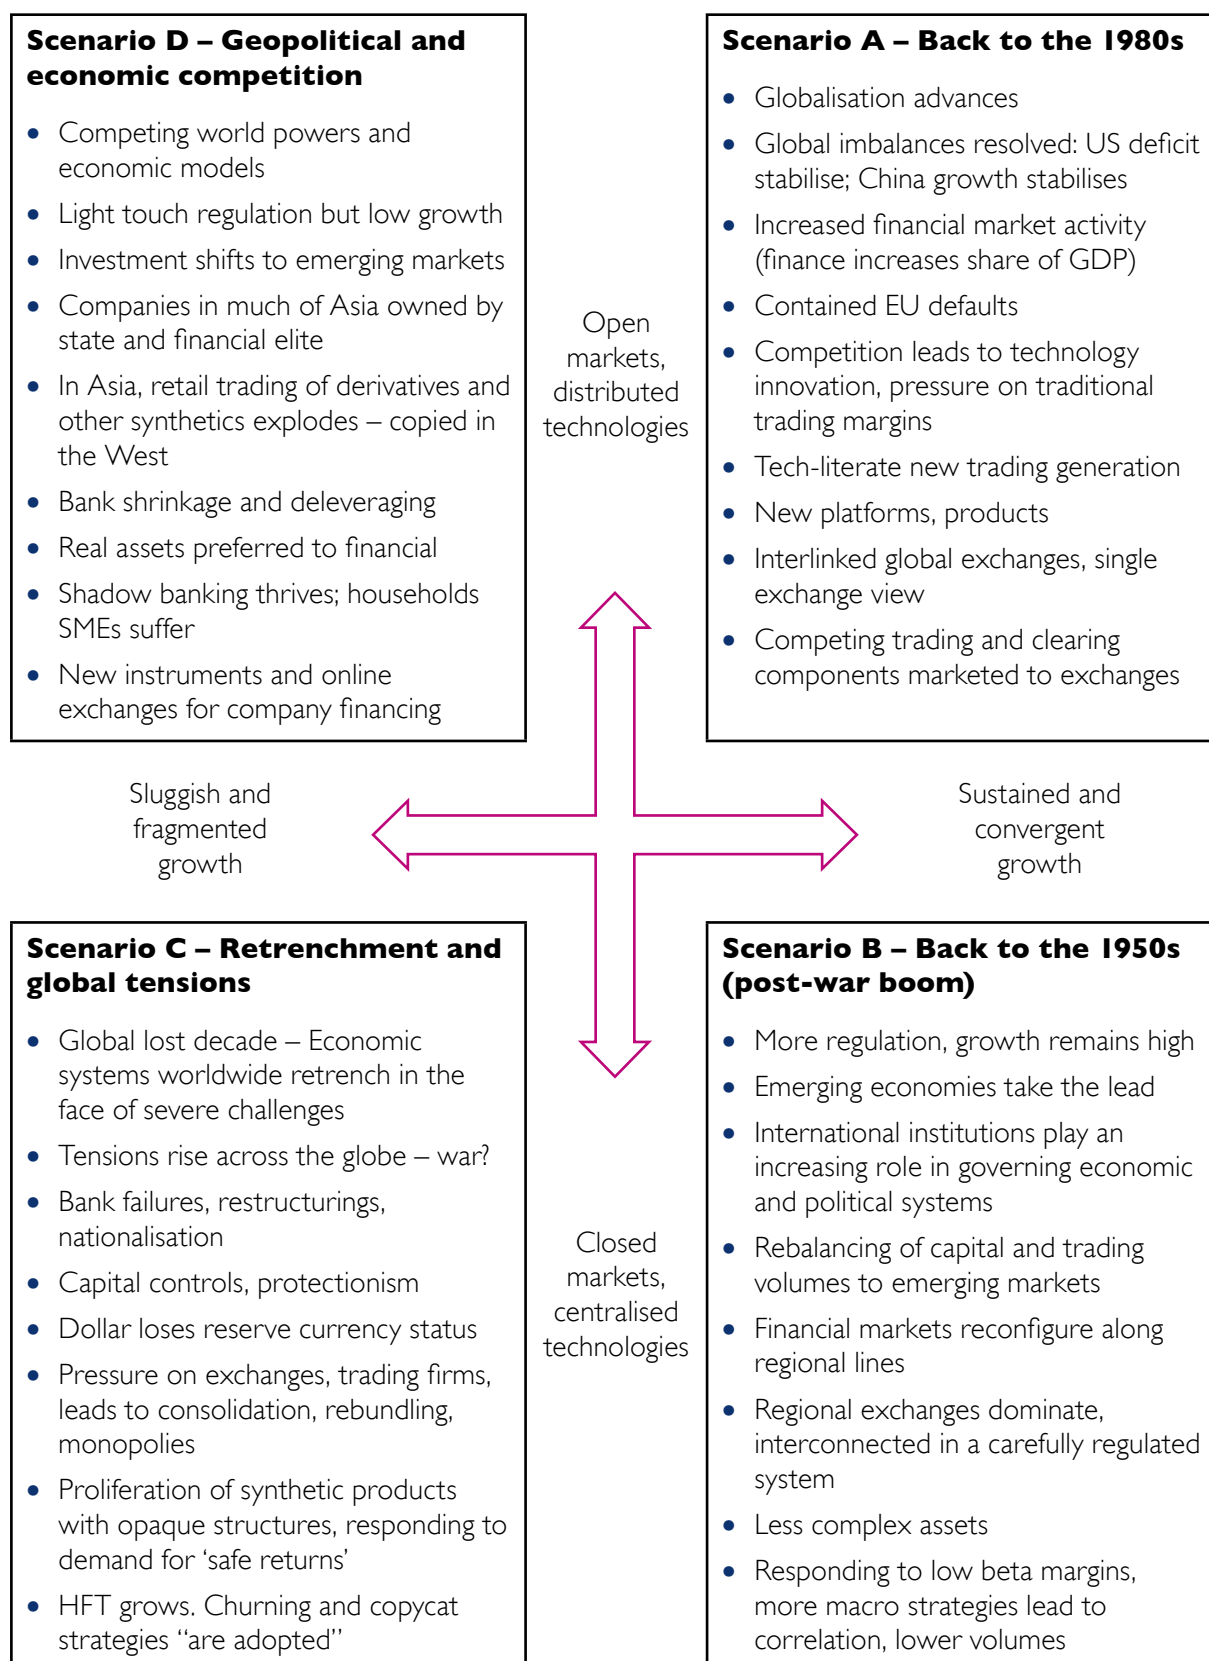 Scenario D – Geopolitical and
economic competition
• Competing world powers and
economic models
• Light touch regulation but low growth
• Investment shifts to emerging markets
• Companies in much of Asia owned by
state and financial elite
• In Asia, retail trading of derivatives and
other synthetics explodes – copied in
the West
• Bank shrinkage and deleveraging
• Real assets preferred to financial
• Shadow banking thrives; households
SMEs suffer
• New instruments and online
exchanges for company financing
Open
markets,
distributed
technologies
Scenario A – Back to the 1980s
• Globalisation advances
• Global imbalances resolved: US deficit
stabilise; China growth stabilises
• Increased financial market activity
(finance increases share of GDP)
• Contained EU defaults
• Competition leads to technology
innovation, pressure on traditional
trading margins
• Tech-literate new trading generation
• New platforms, products
• Interlinked global exchanges, single
exchange view
• Competing trading and clearing
components marketed to exchanges
Sluggish and
fragmented
growth
Sustained and
convergent
growth
Scenario C – Retrenchment and
global tensions
• Global lost decade – Economic
systems worldwide retrench in the
face of severe challenges
• Tensions rise across the globe – war?
• Bank failures, restructurings,
nationalisation
• Capital controls, protectionism
• Dollar loses reserve currency status
• Pressure on exchanges, trading firms,
leads to consolidation, rebundling,
monopolies
• Proliferation of synthetic products
with opaque structures, responding to
demand for ‘safe returns’
• HFT grows. Churning and copycat
strategies “are adopted”
Closed
markets,
centralised
technologies
Scenario B – Back to the 1950s
(post-war boom)
• More regulation, growth remains high
• Emerging economies take the lead
• International institutions play an
increasing role in governing economic
and political systems
• Rebalancing of capital and trading
volumes to emerging markets
• Financial markets reconfigure along
regional lines
• Regional exchanges dominate,
interconnected in a carefully regulated
system
• Less complex assets
• Responding to low beta margins,
more macro strategies lead to
correlation, lower volumes